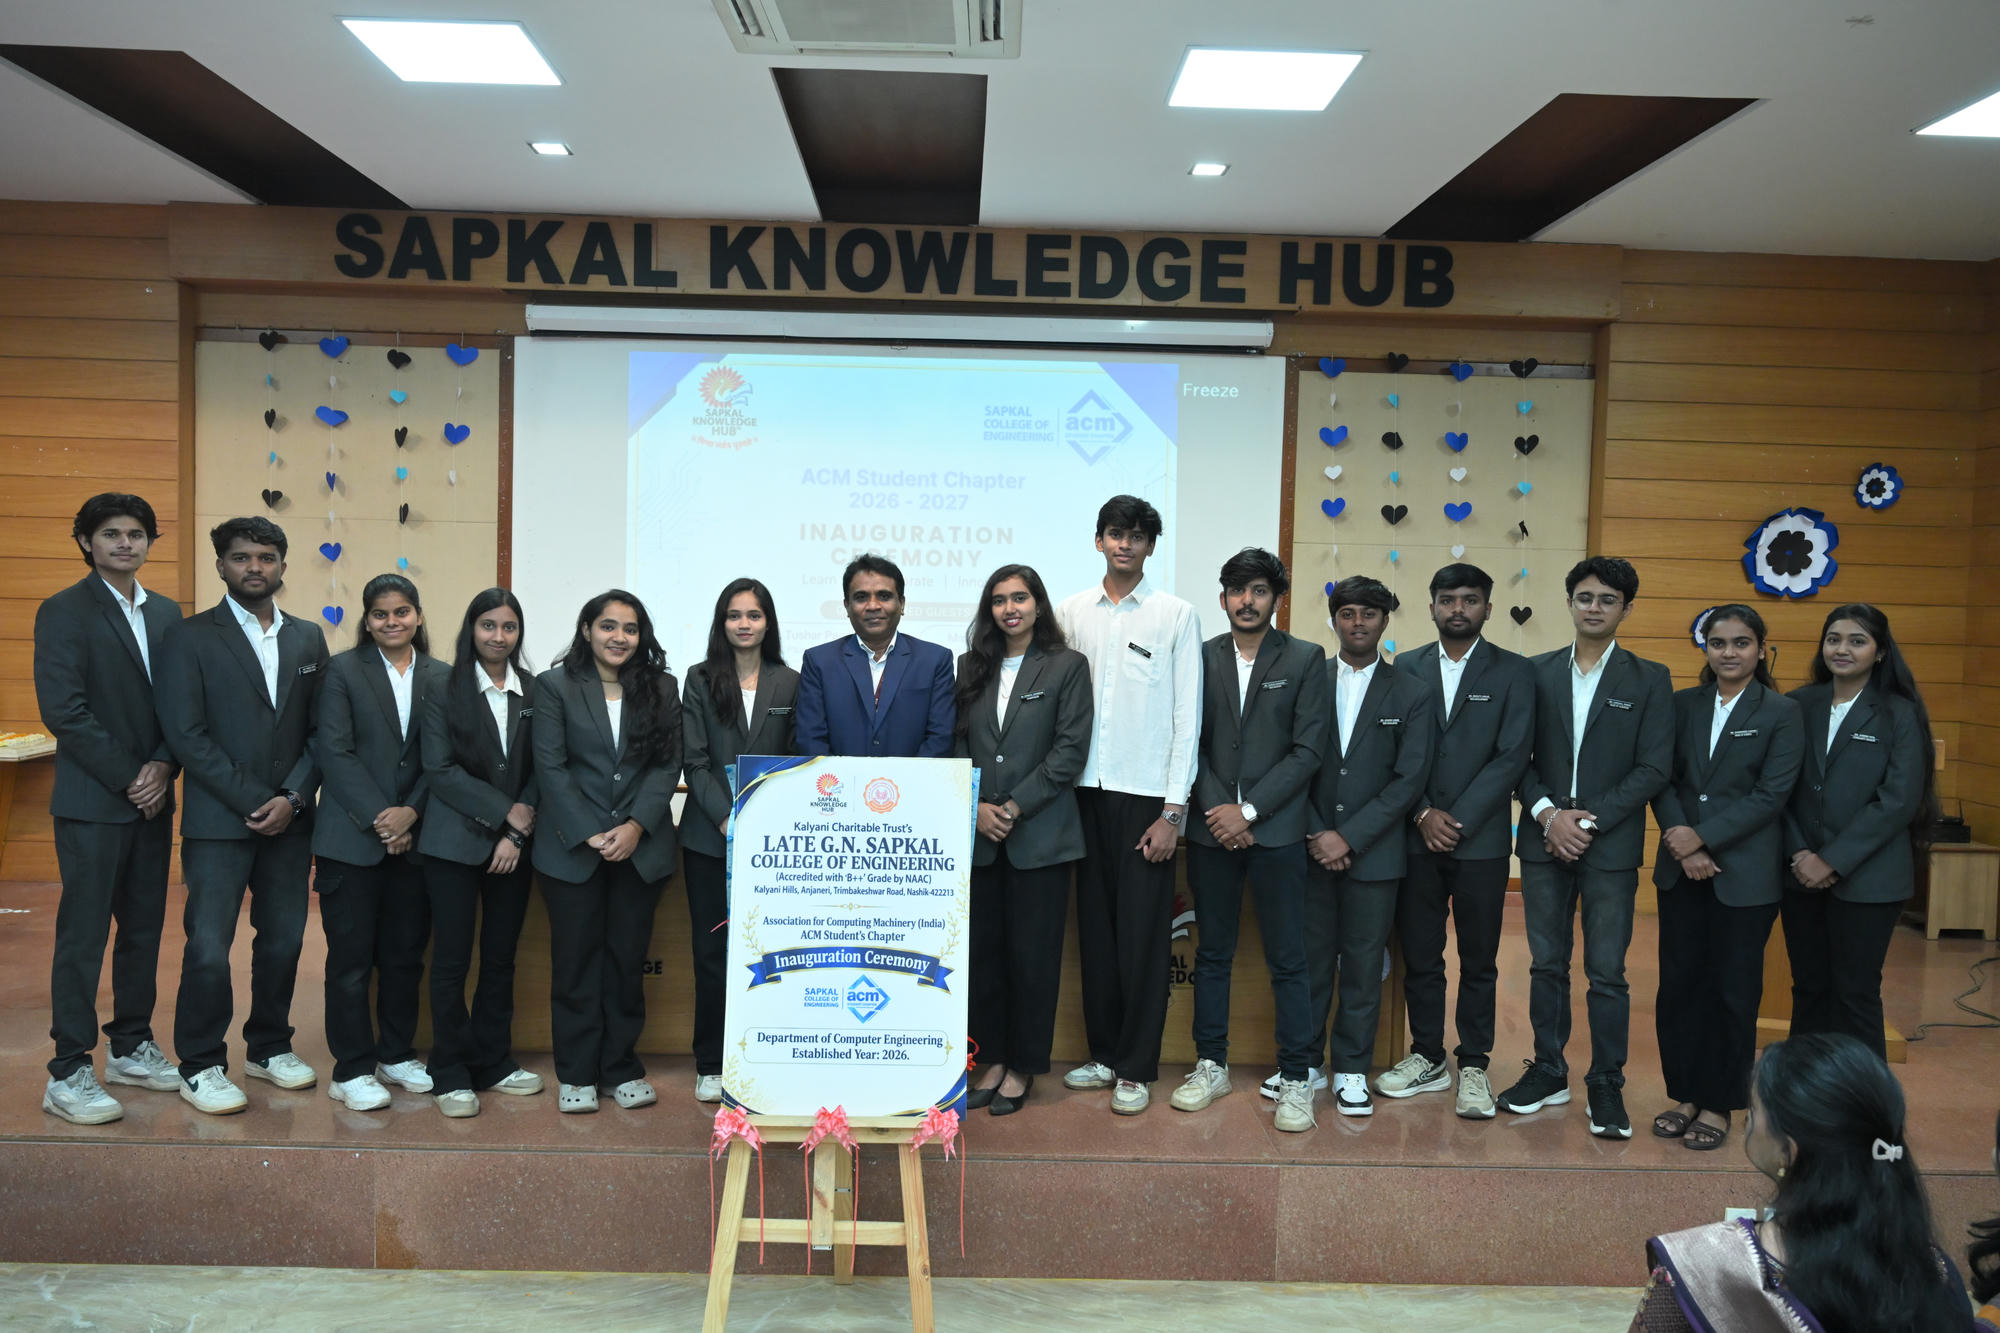 SAPKAL KNOWLEDGE HUB
Freeze
SAPKAL
KNOWLEDGE
HUB
SAPKAL
COLLEGE OF
ENGINEERING
acm
ACM Student Chapter
2026 - 2027
INAUGURATION
CEREMONY
Learn
Tushar
SAPKAL
KNOWLEDGE
HUB
Kalyani Charitable Trust's
LATE G.N. SAPKAL
COLLEGE OF ENGINEERING
(Accredited with 'B++' Grade by NAAC)
Kalyani Hills, Anjaneri, Trimbakeshwar Road, Nashik-422213
Association for Computing Machinery (India)
ACM Student's Chapter
Inauguration Ceremony
SAPKAL
COLLEGE OF
ENGINEERING
acm
Department of Computer Engineering
Established Year: 2026.